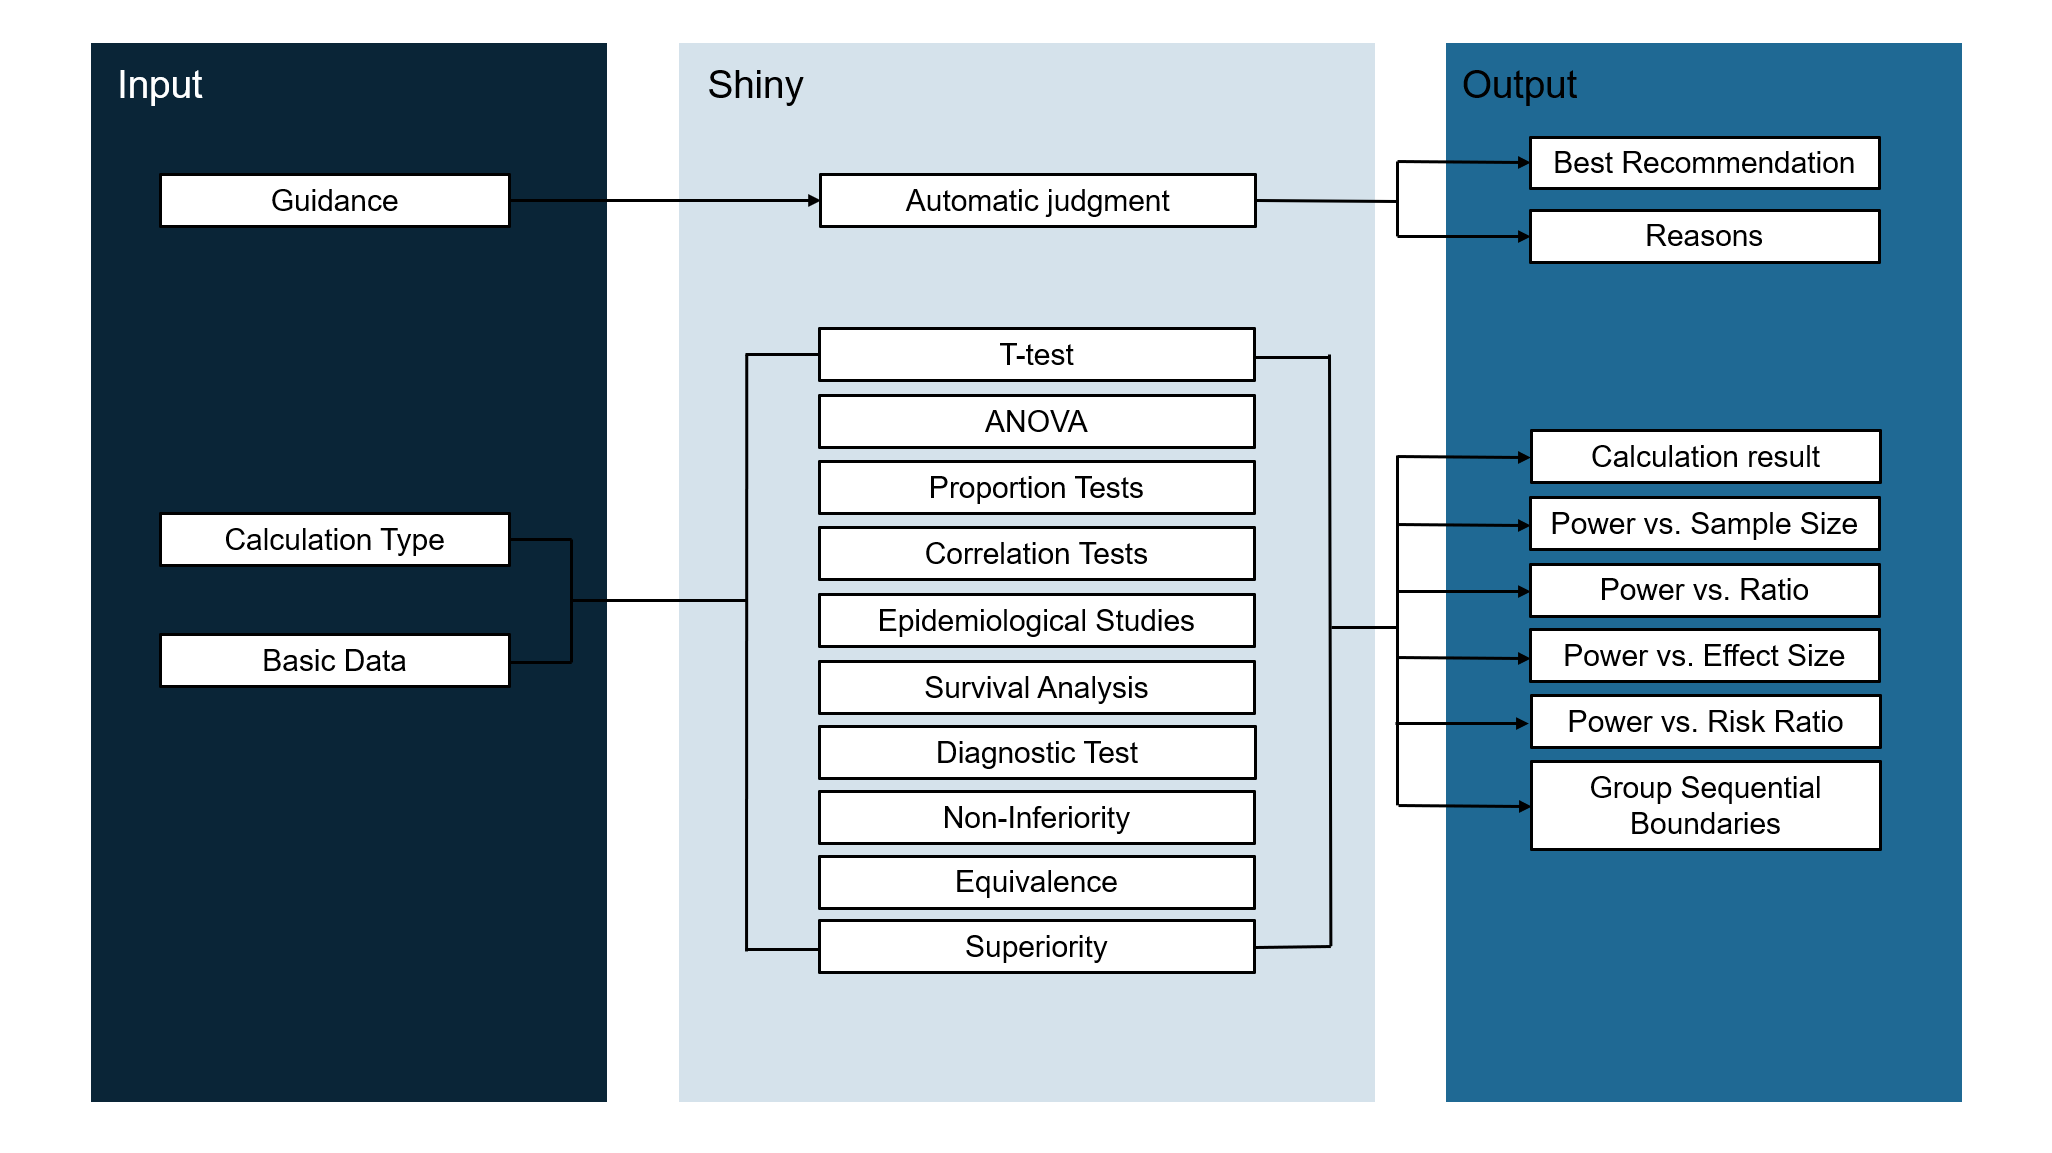 Input
Guidance
Calculation Type
Basic Data
Shiny
Automatic judgment
T-test
ANOVA
Proportion Tests
Correlation Tests
Epidemiological Studies
Survival Analysis
Diagnostic Test
Non-Inferiority
Equivalence
Superiority
Output
Best Recommendation
Reasons
Calculation result
Power vs. Sample Size
Power vs. Ratio
Power vs. Effect Size
Power vs. Risk Ratio
Group Sequential
Boundaries